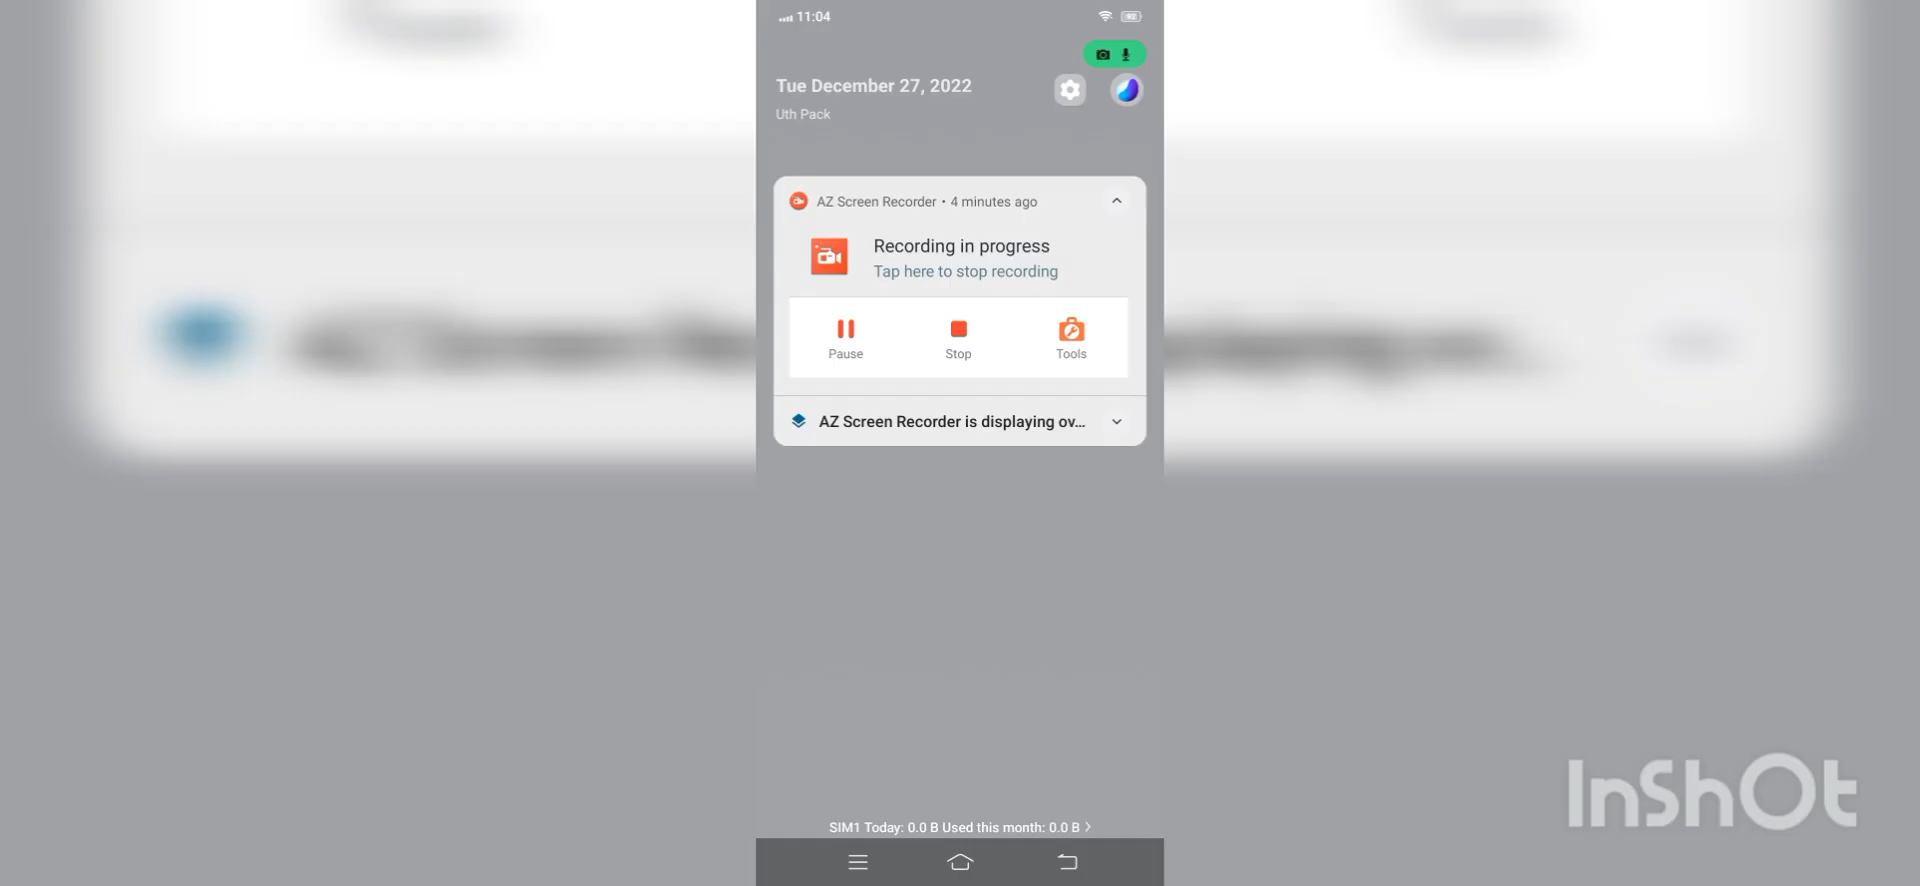 11:04
92
Tue December 27, 2022
Uth Pack
AZ Screen Recorder • 4 minutes ago
Recording in progress
Tap here to stop recording
Pause Stop Tools
AZ Screen Recorder is displaying ov...
SIM1 Today: 0.0 B Used this month: 0.0 B >
InShOt